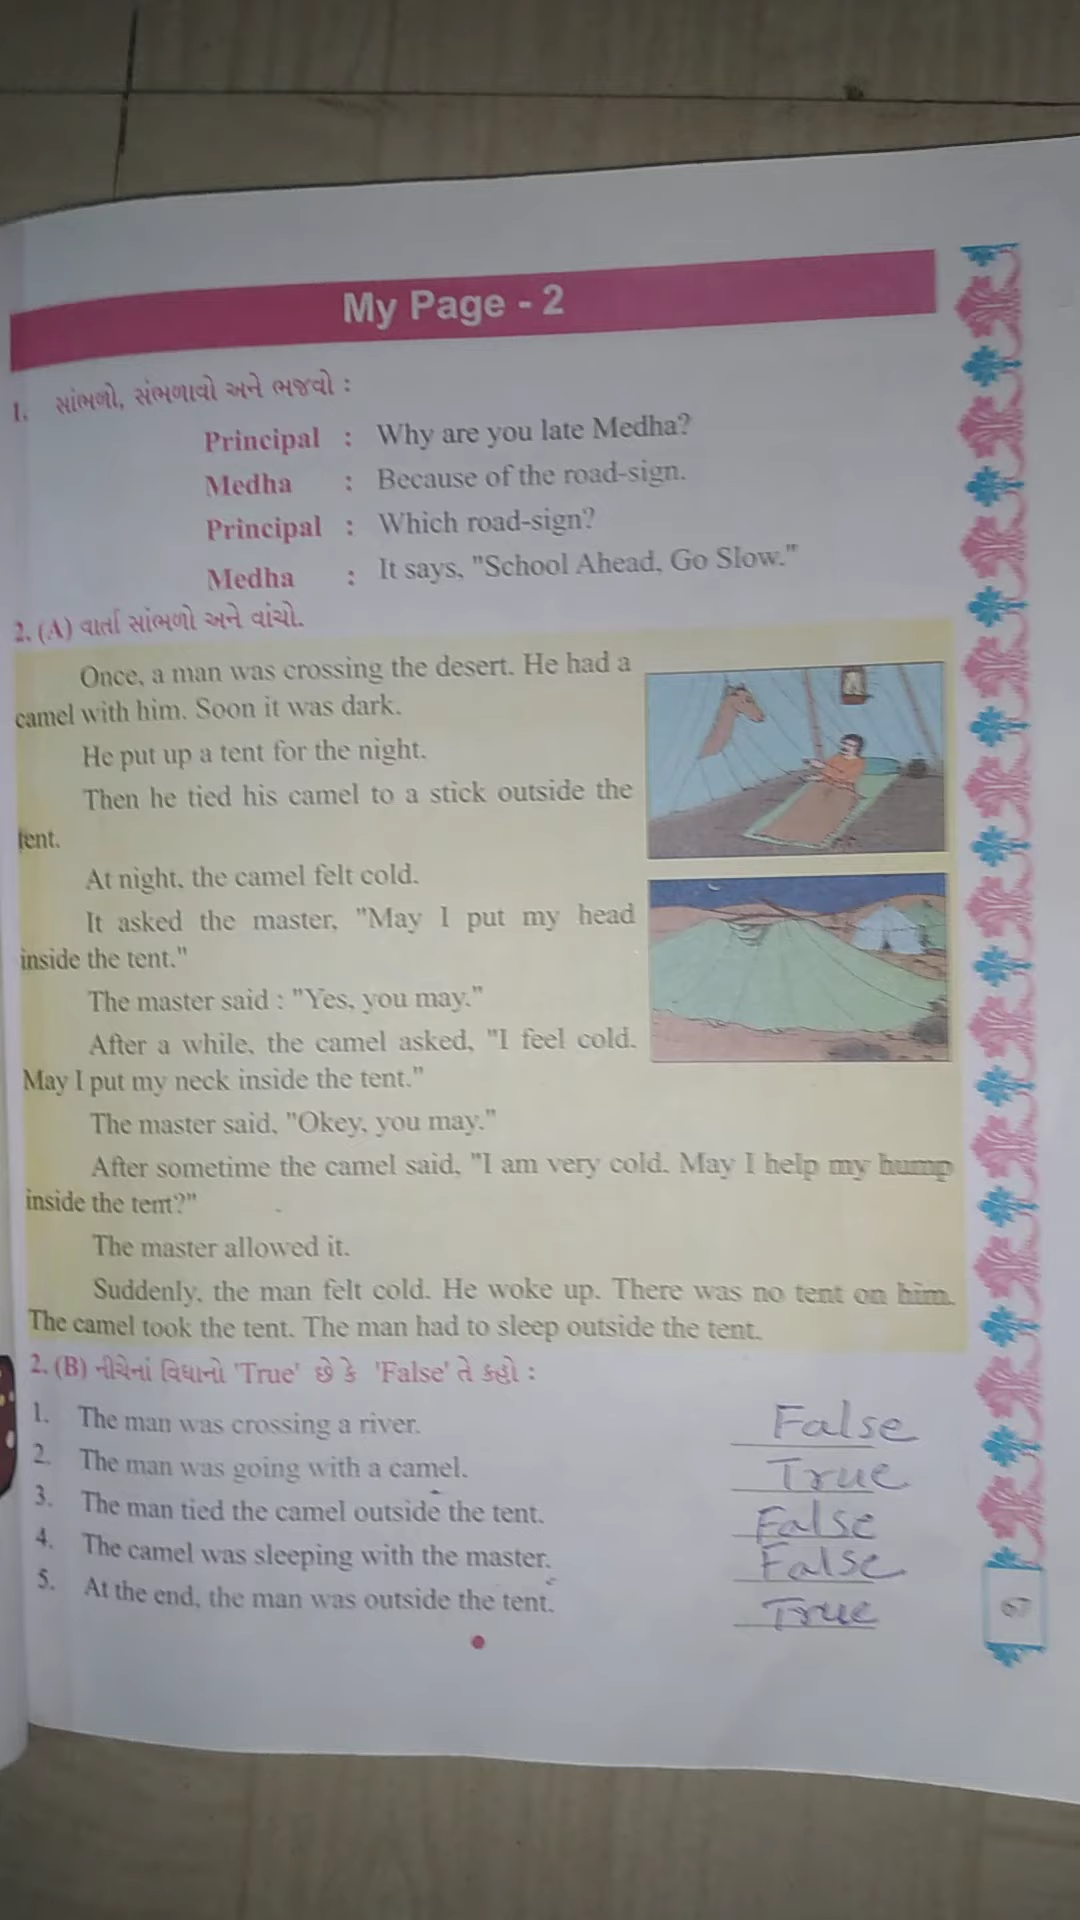 My Page - 2
1. સાંભળો, સંભળાવો અને ભજવો :
Principal : Why are you late Medha?
Medha : Because of the road-sign.
Principal : Which road-sign?
Medha : It says, "School Ahead, Go Slow."
2. (A) વાર્તા સાંભળો અને વાંચો.
Once, a man was crossing the desert. He had a
camel with him. Soon it was dark.
He put up a tent for the night.
Then he tied his camel to a stick outside the
tent.
At night, the camel felt cold.
It asked the master, "May I put my head
inside the tent."
The master said : "Yes, you may."
After a while, the camel asked, "I feel cold.
May I put my neck inside the tent."
The master said, "Okey, you may."
After sometime the camel said, "I am very cold. May I help my hump
inside the tent?"
The master allowed it.
Suddenly, the man felt cold. He woke up. There was no tent on him.
The camel took the tent. The man had to sleep outside the tent.
2. (B) નીચેનાં વિધાનો 'True' છે કે 'False' તે કહો :
1. The man was crossing a river. False
2. The man was going with a camel. True
3. The man tied the camel outside the tent. False
4. The camel was sleeping with the master. False
5. At the end, the man was outside the tent. True
67